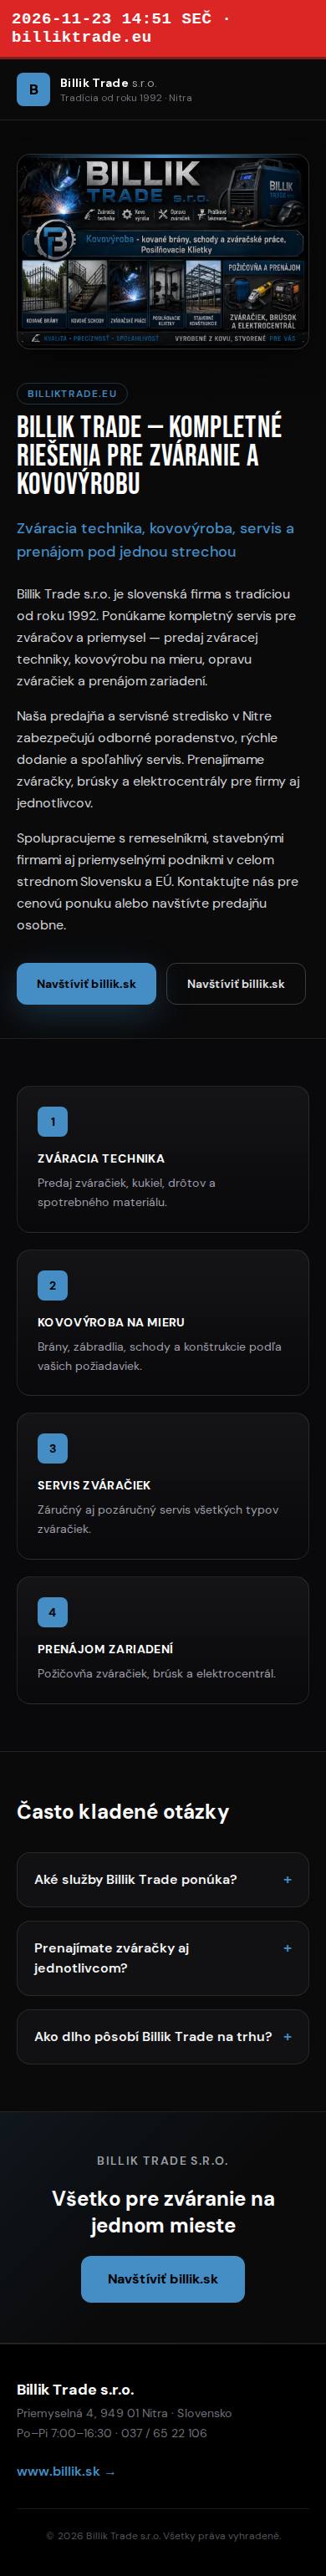 2026-11-23 14:51 SEČ ·
billiktrade.eu
B
Billik Trade s.r.o.
Tradícia od roku 1992 · Nitra
BILLIK
TRADE s.r.o.
BILLIK
Zváracia technika
Kovovýroba
Kovovýroba - kované brány, schody a zváračské práce.
Posilňovacie Klietky
POŽIČOVŇA A PRENÁJOM
KOVANÉ BRÁNY
KOVOVÉ SCHODY
ZVÁRAČSKÉ PRÁCE
POSILŇOVACIE KLIETKY
STAVEBNÉ KONŠTRUKCIE
ZVÁRAČIEK, BRÚSOK A ELEKTROCENTRÁL
KVALITA · PRECÍZNOSŤ · SPOĽAHLIVOSŤ
VYROBENÉ Z KOVU, STVORENÉ PRE VÁS
BILLIKTRADE.EU
BILLIK TRADE — KOMPLETNÉ
RIEŠENIA PRE ZVÁRANIE A
KOVOVÝROBU
Zváracia technika, kovovýroba, servis a
prenájom pod jednou strechou
Billik Trade s.r.o. je slovenská firma s tradíciou
od roku 1992. Ponúkame kompletný servis pre
zváračov a priemysel — predaj zváracej
techniky, kovovýrobu na mieru, opravu
zváračiek a prenájom zariadení.
Naša predajňa a servisné stredisko v Nitre
zabezpečujú odborné poradenstvo, rýchle
dodanie a spoľahlivý servis. Prenajímame
zváračky, brúsky a elektrocentrály pre firmy aj
jednotlivcov.
Spolupracujeme s remeselníkmi, stavebnými
firmami aj priemyselnými podnikmi v celom
strednom Slovensku a EÚ. Kontaktujte nás pre
cenovú ponuku alebo navštívte predajňu
osobne.
Navštíviť billik.sk
Navštíviť billik.sk
1
ZVÁRACIA TECHNIKA
Predaj zváračiek, kukiel, drôtov a
spotrebného materiálu.
2
KOVOVÝROBA NA MIERU
Brány, zábradlia, schody a konštrukcie podľa
vašich požiadaviek.
3
SERVIS ZVÁRAČIEK
Záručný aj pozáručný servis všetkých typov
zváračiek.
4
PRENÁJOM ZARIADENÍ
Požičovňa zváračiek, brúsk a elektrocentrál.
Často kladené otázky
Aké služby Billik Trade ponúka? +
Prenajímate zváračky aj +
jednotlivcom?
Ako dlho pôsobí Billik Trade na trhu? +
BILLIK TRADE S.R.O.
Všetko pre zváranie na
jednom mieste
Navštíviť billik.sk
Billik Trade s.r.o.
Priemyselná 4, 949 01 Nitra · Slovensko
Po–Pi 7:00–16:30 · 037 / 65 22 106
www.billik.sk →
© 2026 Billik Trade s.r.o. Všetky práva vyhradené.